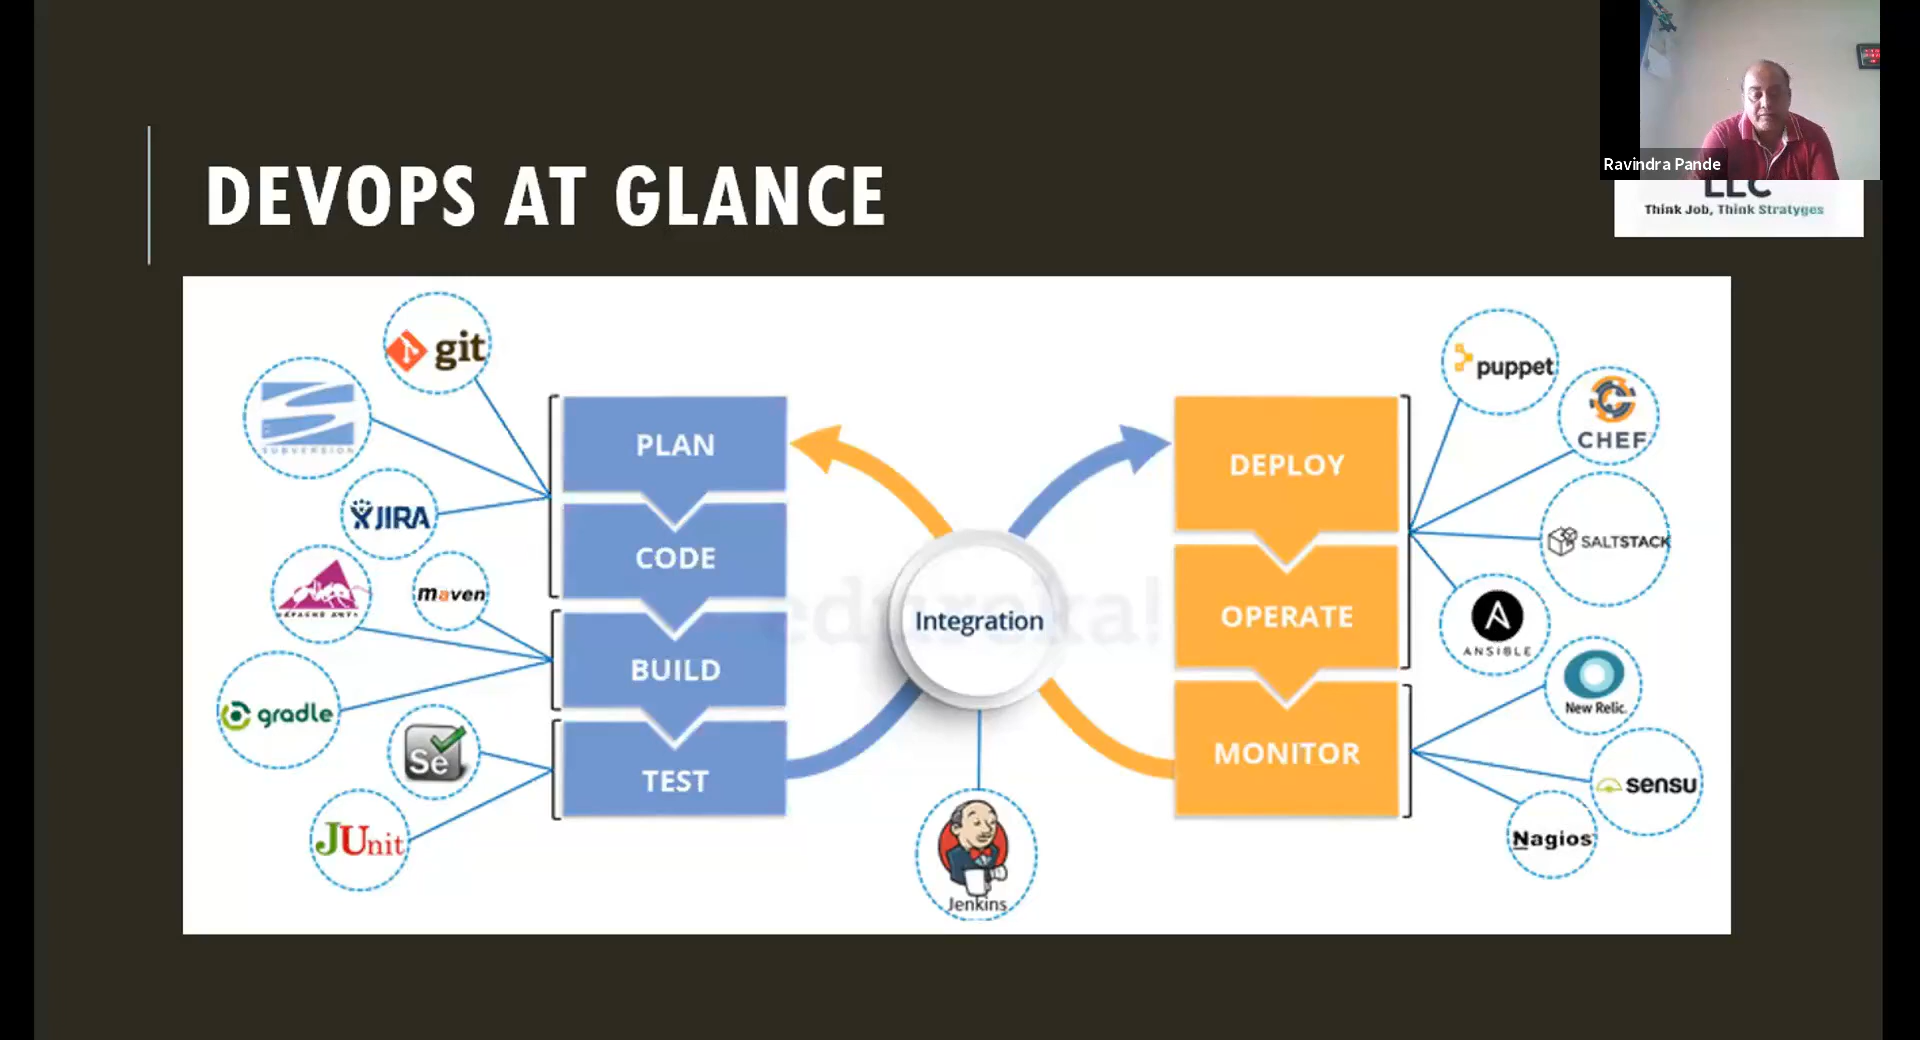 Ravindra Pande
LLC
Think Job, Think Stratyges
DEVOPS AT GLANCE
git
SUBVERSION
JIRA
APACHE ANT
maven
gradle
Se
JUnit
PLAN
CODE
BUILD
TEST
edureka!
Integration
Jenkins
DEPLOY
OPERATE
MONITOR
puppet
CHEF
SALTSTACK
A
ANSIBLE
New Relic.
sensu
Nagios